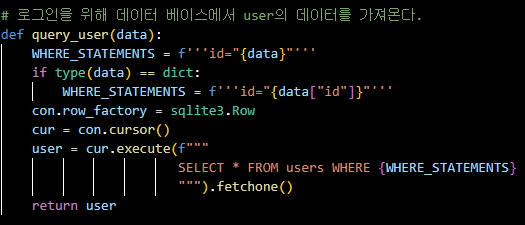 # 로그인을 위해 데이터 베이스에서 user의 데이터를 가져온다.
def query_user(data):
    WHERE_STATEMENTS = f'''id="{data}"'''
    if type(data) == dict:
        WHERE_STATEMENTS = f'''id="{data["id"]}"'''
    con.row_factory = sqlite3.Row
    cur = con.cursor()
    user = cur.execute(f"""
                       SELECT * FROM users WHERE {WHERE_STATEMENTS}
                       """).fetchone()
    return user